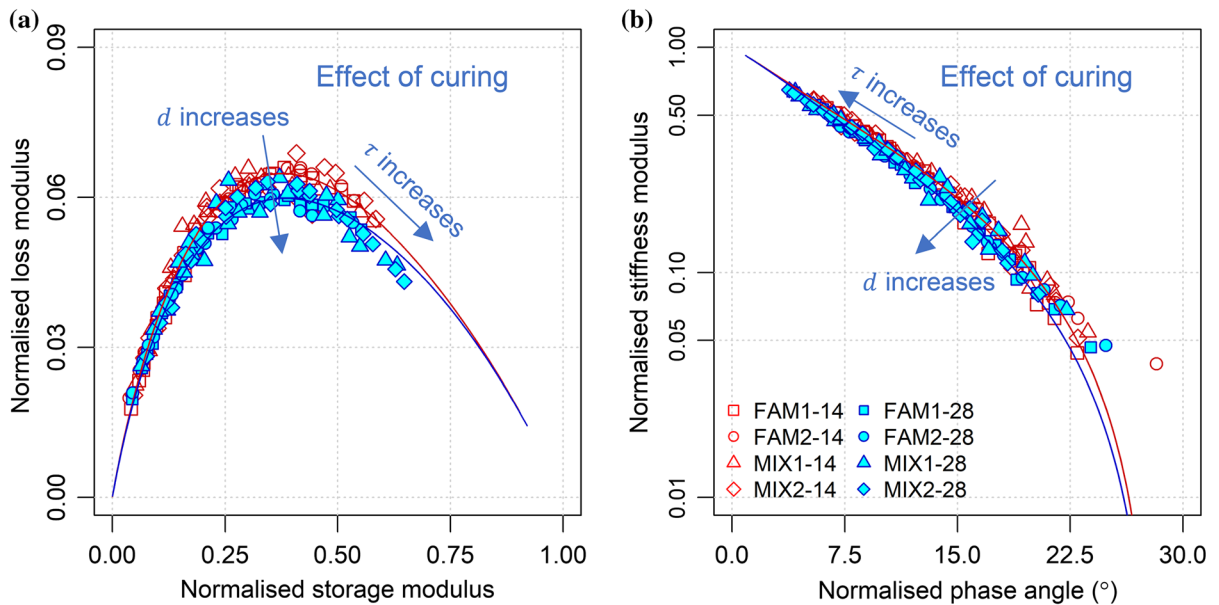 (a)
Effect of curing
d increases
τ increases
Normalised loss modulus
0.09
0.06
0.03
0.00
0.00 0.25 0.50 0.75 1.00
Normalised storage modulus
(b)
Effect of curing
τ increases
d increases
Normalised stiffness modulus
1.00
0.50
0.10
0.05
0.01
FAM1-14 FAM1-28
FAM2-14 FAM2-28
MIX1-14 MIX1-28
MIX2-14 MIX2-28
0.0 7.5 15.0 22.5 30.0
Normalised phase angle (°)